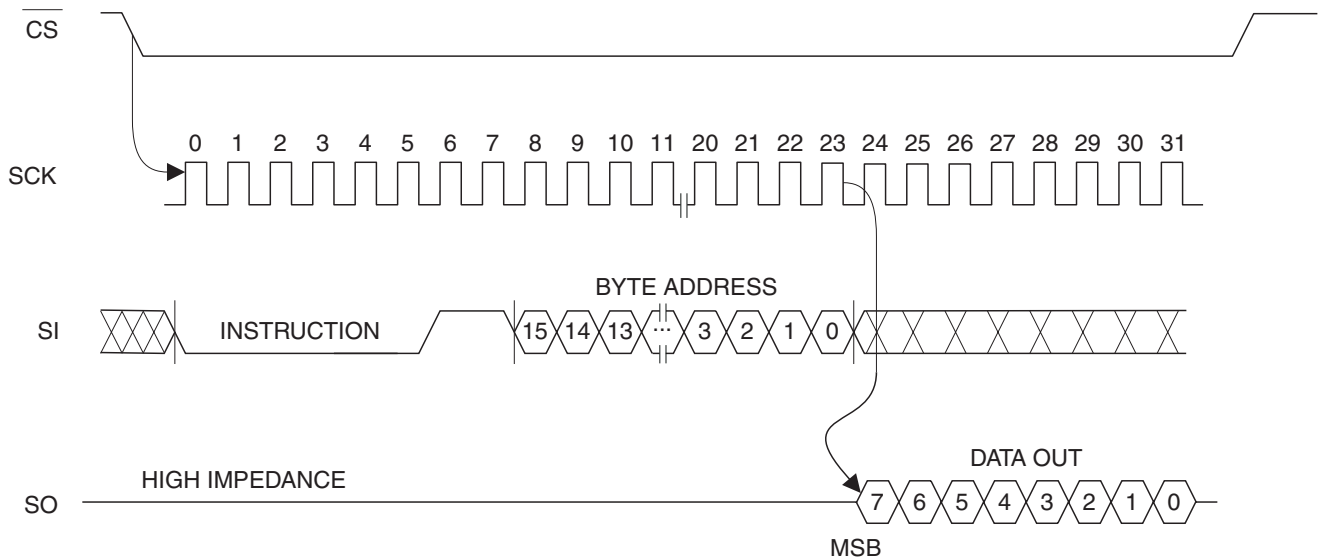 CS
0 1 2 3 4 5 6 7 8 9 10 11 20 21 22 23 24 25 26 27 28 29 30 31
SCK
BYTE ADDRESS
SI INSTRUCTION 15 14 13 ... 3 2 1 0
HIGH IMPEDANCE DATA OUT
SO 7 6 5 4 3 2 1 0
MSB